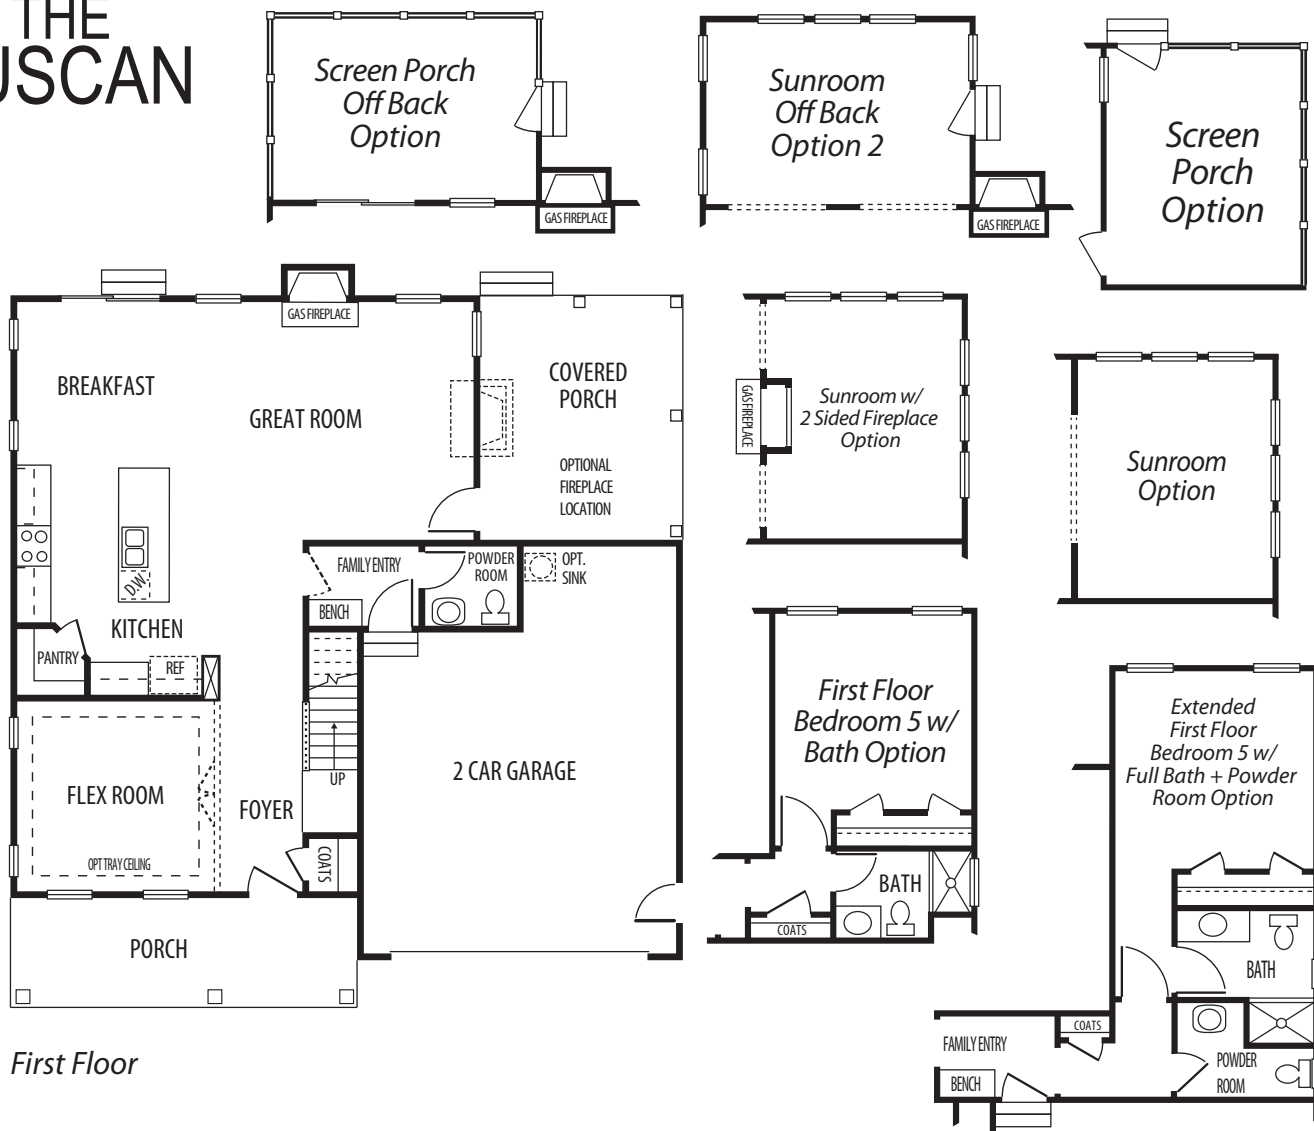 THE
USCAN
Screen Porch
Off Back
Option
GAS FIREPLACE
Sunroom
Off Back
Option 2
GAS FIREPLACE
Screen
Porch
Option
GAS FIREPLACE
BREAKFAST
GREAT ROOM
COVERED
PORCH
OPTIONAL
FIREPLACE
LOCATION
GAS FIREPLACE
Sunroom w/
2 Sided Fireplace
Option
Sunroom
Option
D.W.
KITCHEN
PANTRY
REF
FAMILY ENTRY
BENCH
POWDER
ROOM
OPT.
SINK
UP
2 CAR GARAGE
FLEX ROOM
FOYER
OPT TRAY CEILING
COATS
PORCH
First Floor
Bedroom 5 w/
Bath Option
BATH
COATS
Extended
First Floor
Bedroom 5 w/
Full Bath + Powder
Room Option
BATH
COATS
FAMILY ENTRY
BENCH
POWDER
ROOM
First Floor